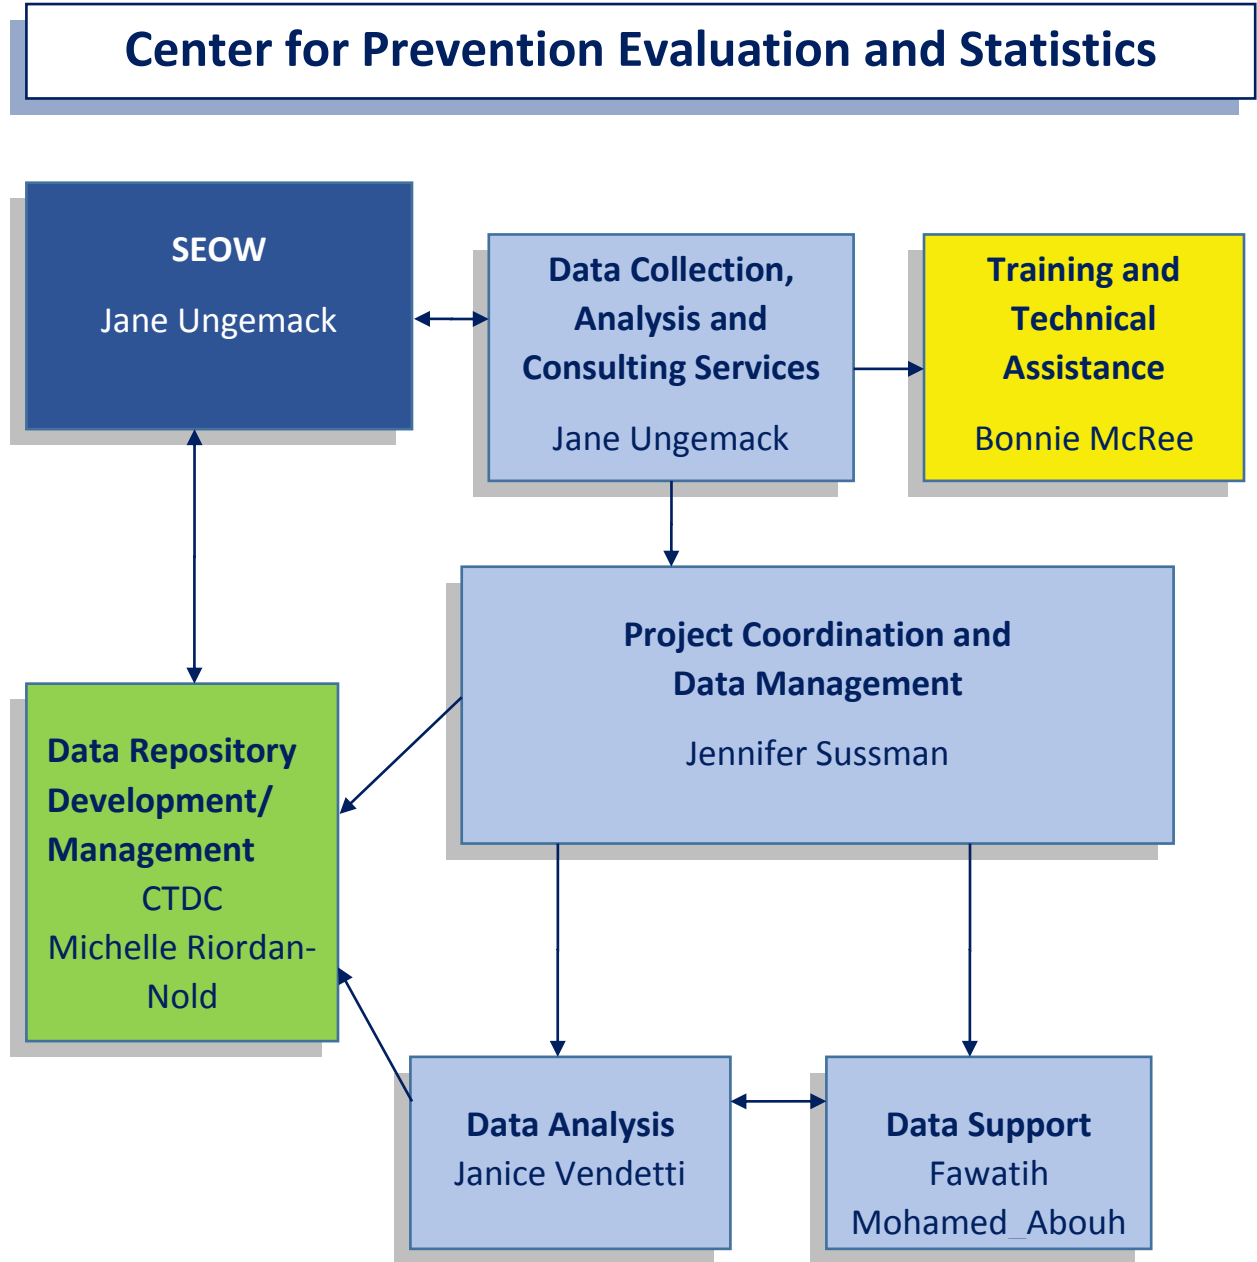 Center for Prevention Evaluation and Statistics
SEOW
Jane Ungemack
Data Collection,
Analysis and
Consulting Services
Jane Ungemack
Training and
Technical
Assistance
Bonnie McRee
Project Coordination and
Data Management
Jennifer Sussman
Data Repository
Development/
Management
CTDC
Michelle Riordan-
Nold
Data Analysis
Janice Vendetti
Data Support
Fawatih
Mohamed_Abouh